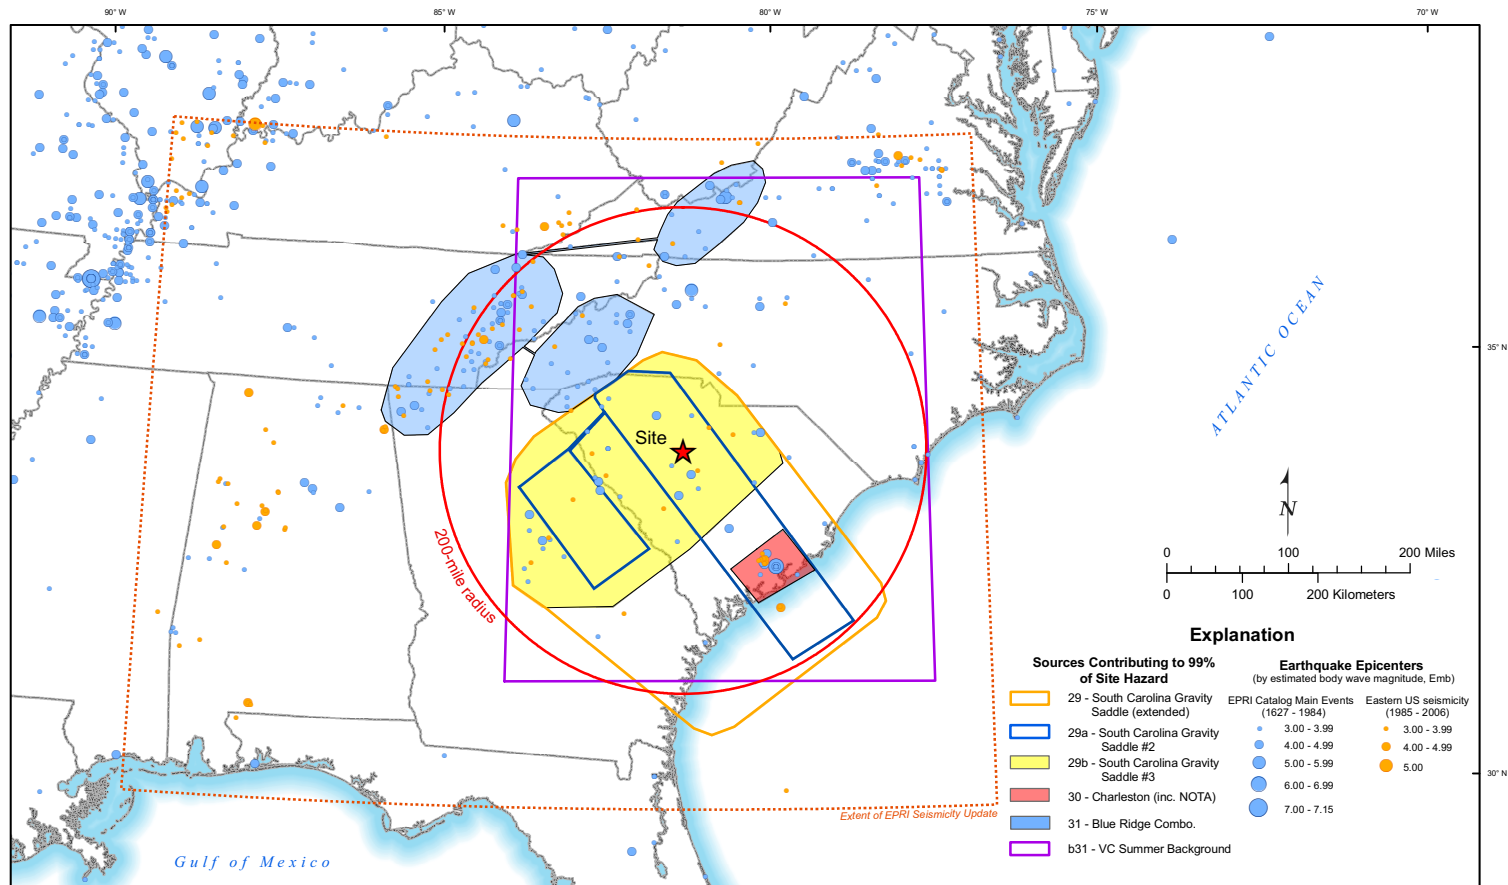 90° W
85° W
80° W
75° W
70° W
35° N
30° N
ATLANTIC OCEAN
Site
200-mile radius
N
0 100 200 Miles
0 100 200 Kilometers
Explanation
Sources Contributing to 99%
of Site Hazard
29 - South Carolina Gravity
Saddle (extended)
29a - South Carolina Gravity
Saddle #2
29b - South Carolina Gravity
Saddle #3
30 - Charleston (inc. NOTA)
31 - Blue Ridge Combo.
b31 - VC Summer Background
Earthquake Epicenters
(by estimated body wave magnitude, Emb)
EPRI Catalog Main Events
(1627 - 1984)
3.00 - 3.99
4.00 - 4.99
5.00 - 5.99
6.00 - 6.99
7.00 - 7.15
Eastern US seismicity
(1985 - 2006)
3.00 - 3.99
4.00 - 4.99
5.00
Extent of EPRI Seismicity Update
Gulf of Mexico